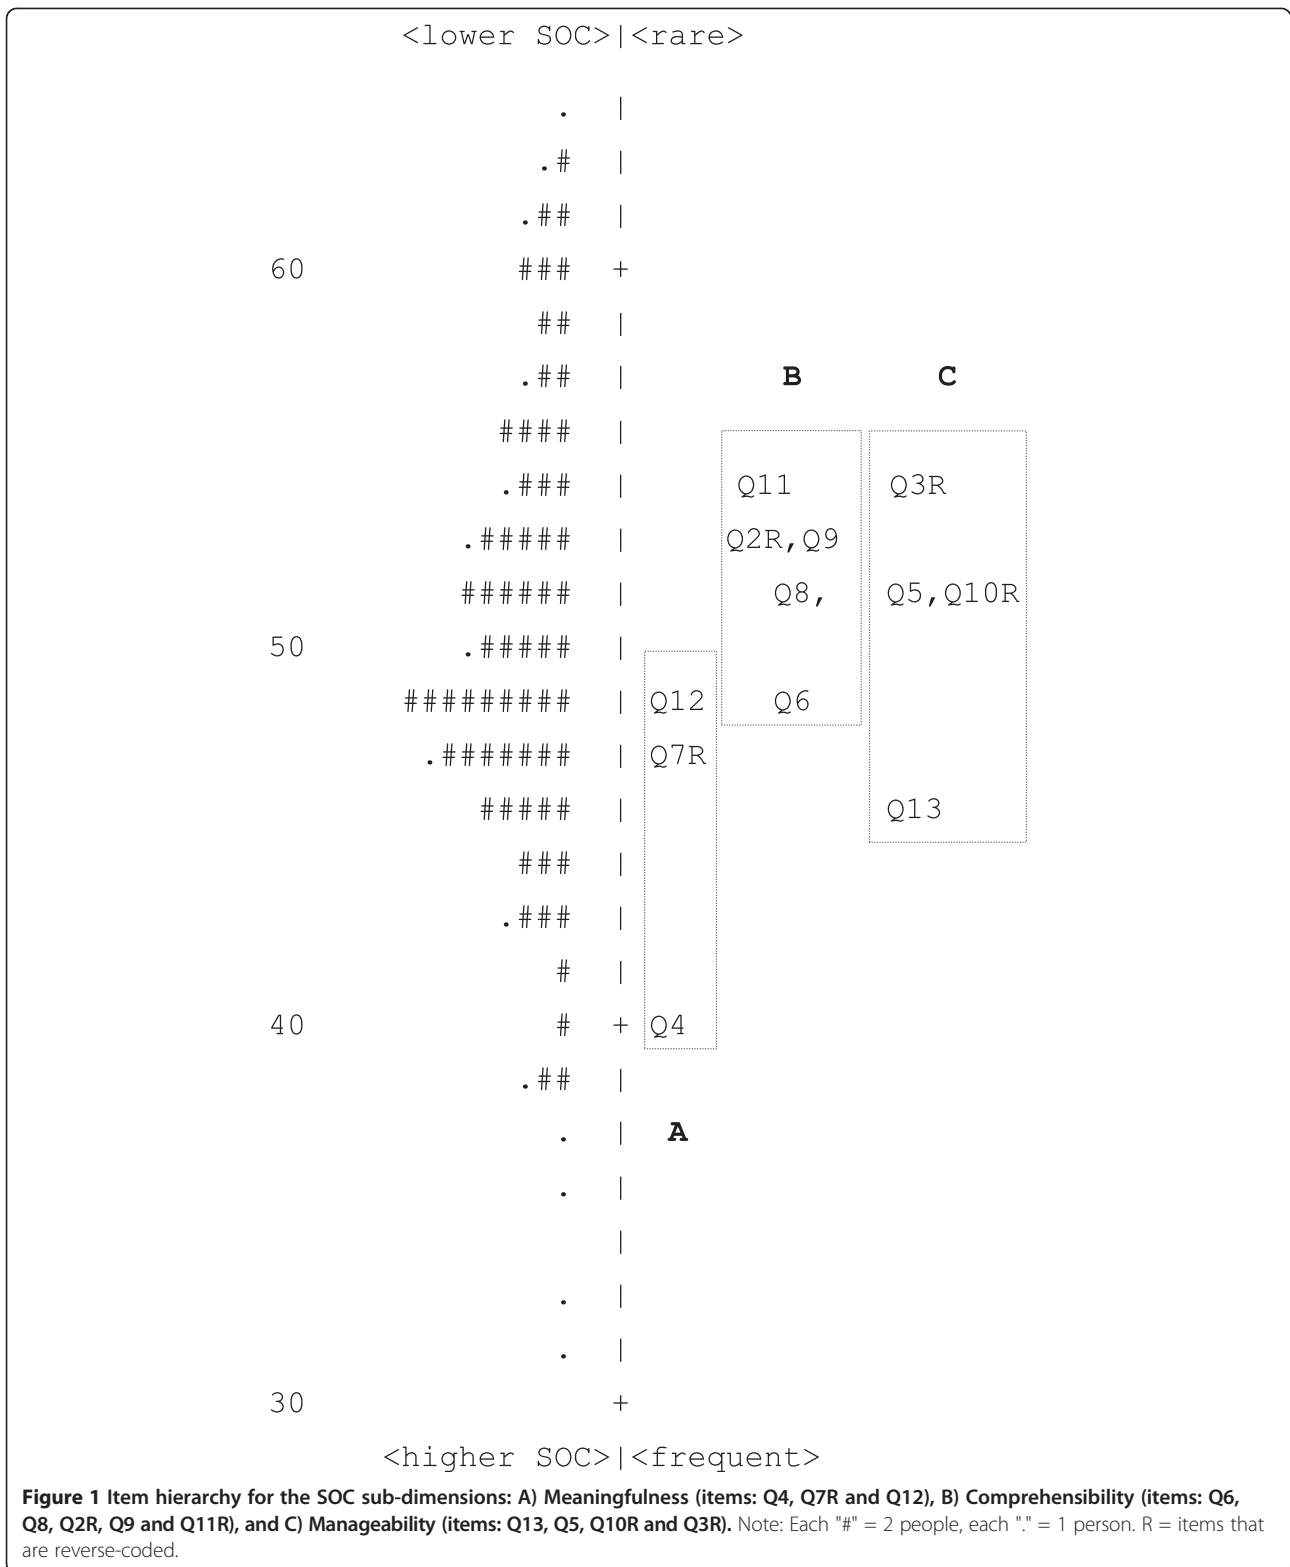 <lower SOC>|<rare>
. |
.# |
.## |
60 ### +
## |
.## | B C
#### |
.### | Q11 Q3R
.##### | Q2R,Q9
###### | Q8, Q5,Q10R
50 .##### |
######### | Q12 Q6
.####### | Q7R
##### | Q13
### |
.### |
# |
40 # + Q4
.## |
. | A
. |
|
. |
. |
30 +
<higher SOC>|<frequent>
Figure 1 Item hierarchy for the SOC sub-dimensions: A) Meaningfulness (items: Q4, Q7R and Q12), B) Comprehensibility (items: Q6,
Q8, Q2R, Q9 and Q11R), and C) Manageability (items: Q13, Q5, Q10R and Q3R). Note: Each "#" = 2 people, each "." = 1 person. R = items that
are reverse-coded.